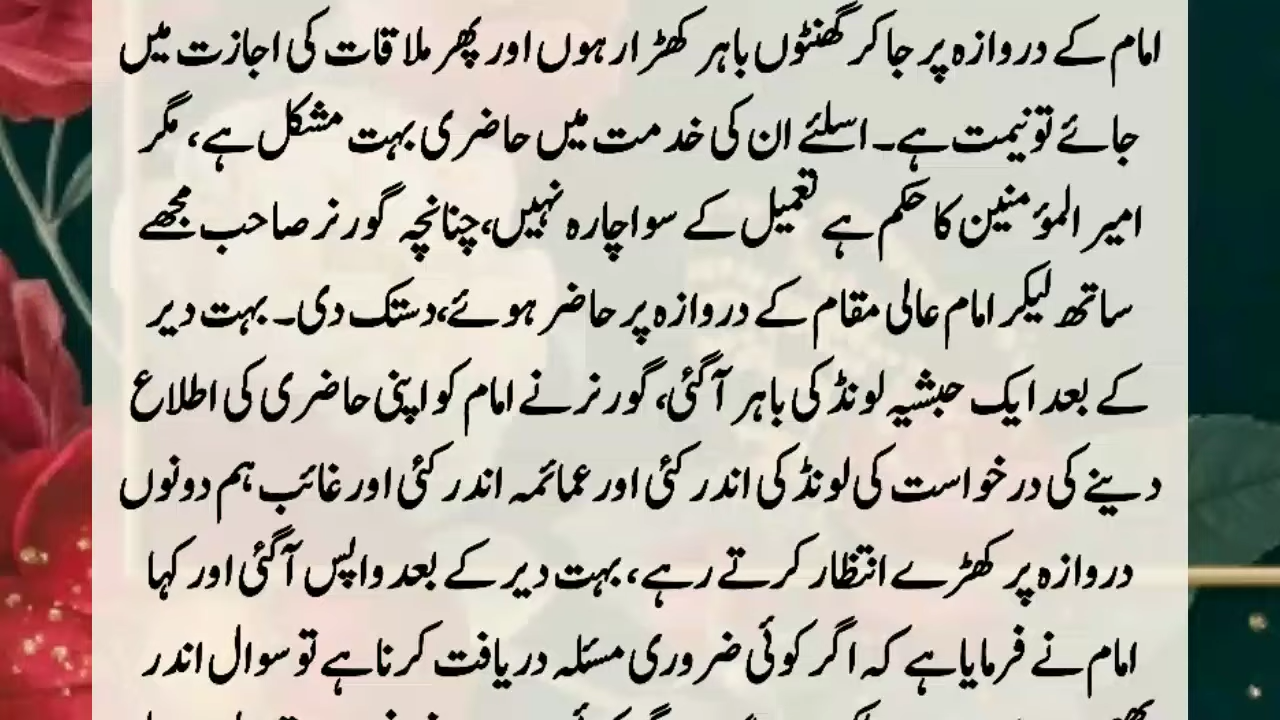 امام کے دروازہ پر جا کر گھنٹوں باہر کھڑا رہوں اور پھر ملاقات کی اجازت میں
جائے تو نیمت ہے۔ اسلئے ان کی خدمت میں حاضری بہت مشکل ہے، مگر
امیر المؤمنین کا حکم ہے تعمیل کے سوا چارہ نہیں، چنانچہ گورنر صاحب مجھے
ساتھ لیکر امام عالی مقام کے دروازہ پر حاضر ہوئے، دستک دی۔ بہت دیر
کے بعد ایک حبشیہ لونڈکی باہر آگئی، گورنر نے امام کو اپنی حاضری کی اطلاع
دینے کی درخواست کی لونڈکی اندر گئی اور عمائمہ اندر گئی اور غائب ہم دونوں
دروازہ پر کھڑے انتظار کرتے رہے، بہت دیر کے بعد واپس آگئی اور کہا
امام نے فرمایا ہے کہ اگر کوئی ضروری مسئلہ دریافت کرنا ہے تو سوال اندر